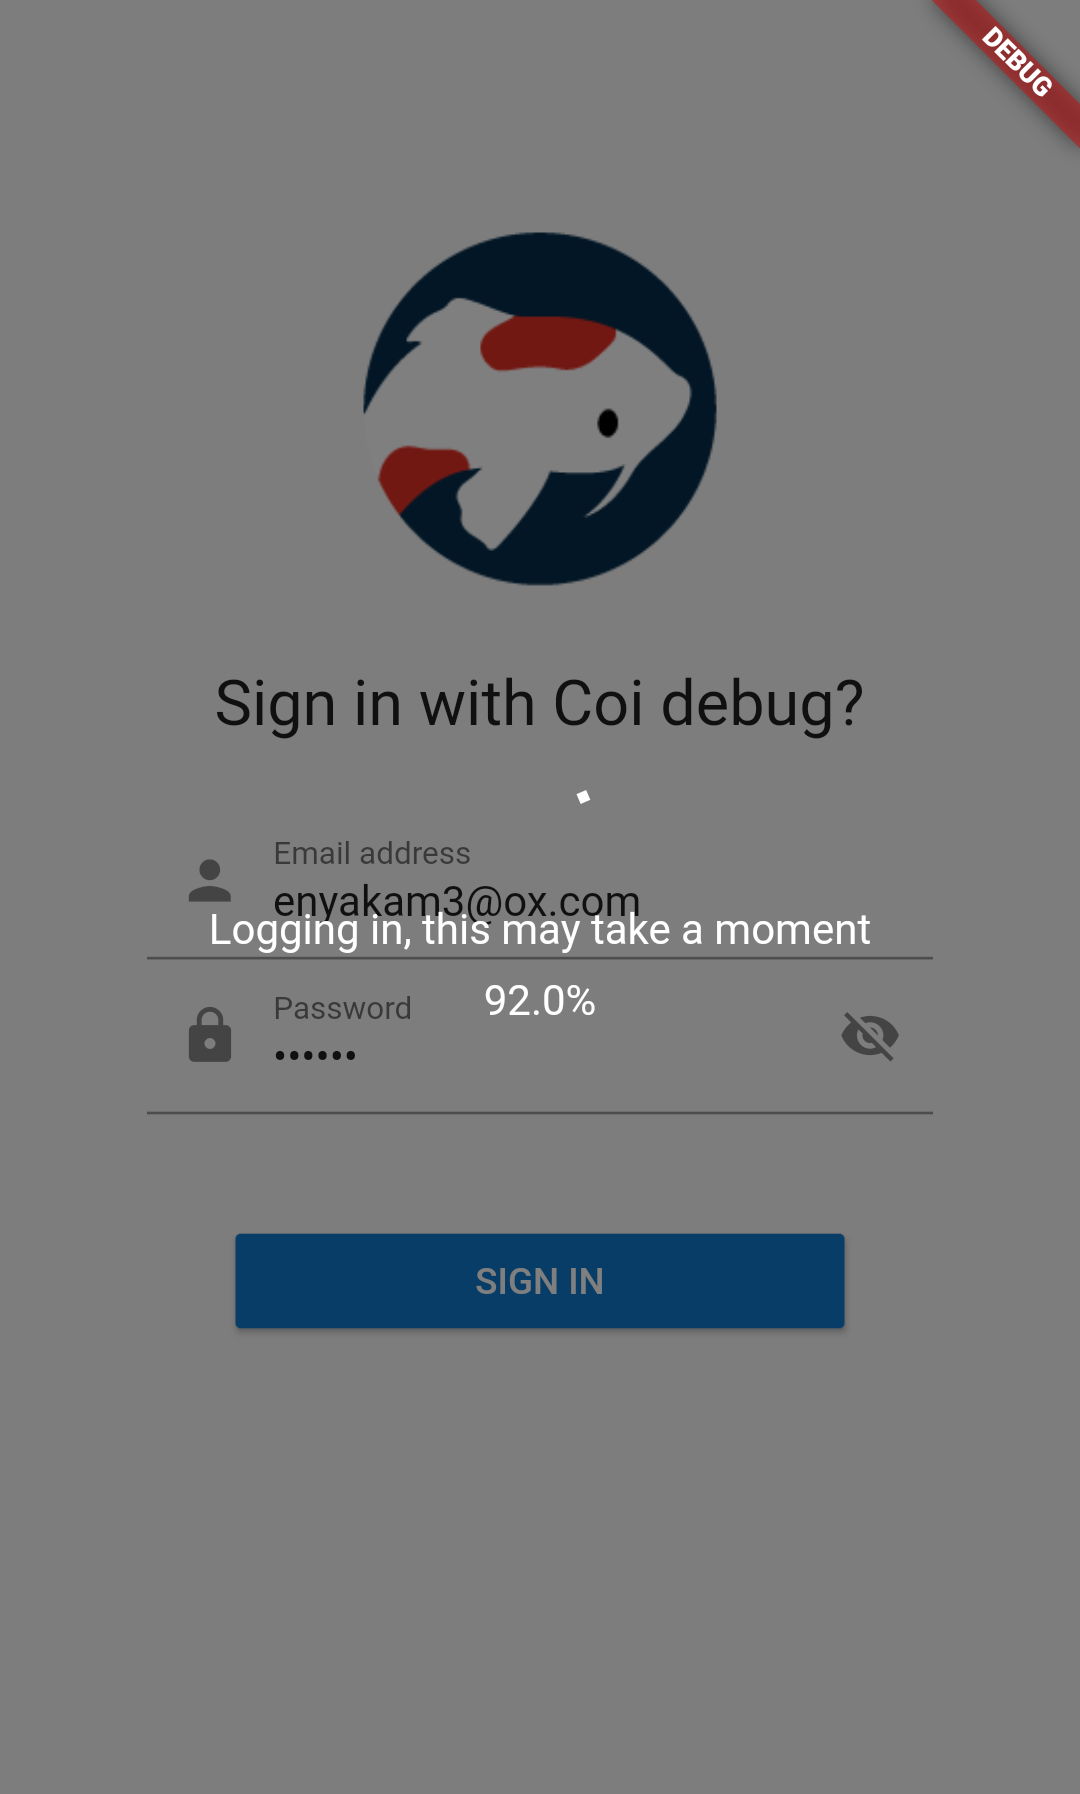 DEBUG
Sign in with Coi debug?
Email address
enyakam3@ox.com
Logging in, this may take a moment
92.0%
Password
••••••
SIGN IN